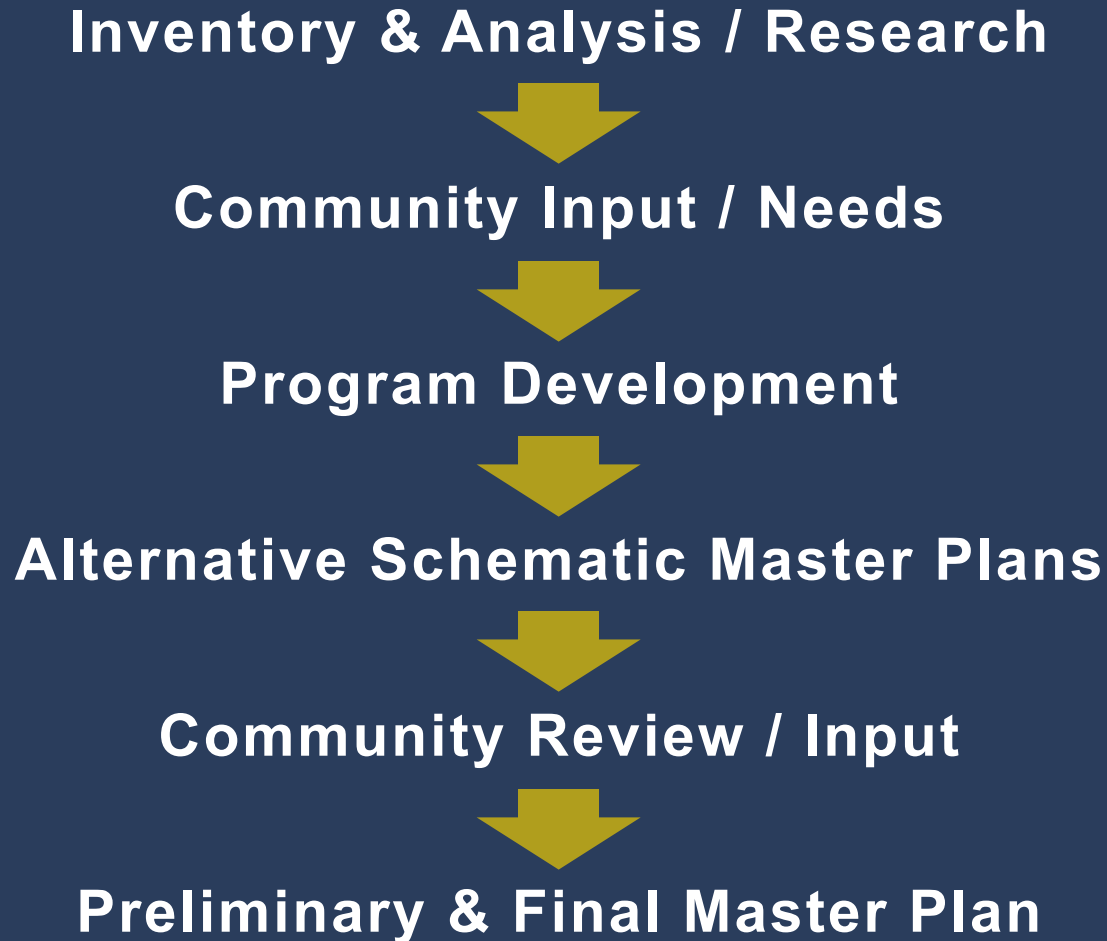 Inventory & Analysis / Research
Community Input / Needs
Program Development
Alternative Schematic Master Plans
Community Review / Input
Preliminary & Final Master Plan